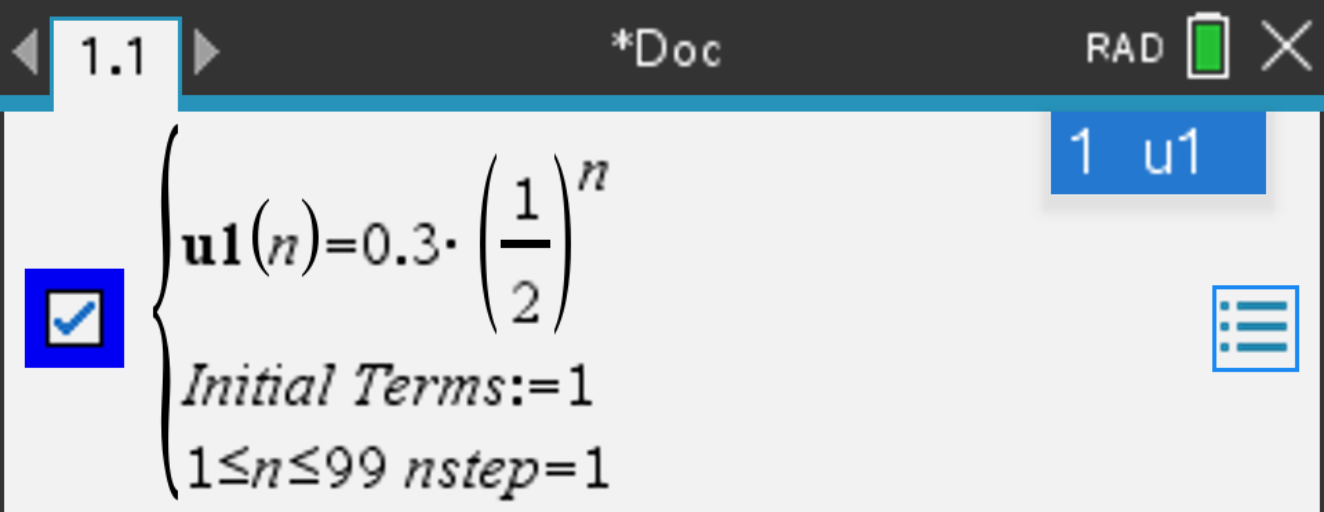 1.1 *Doc RAD
1 u1
u1(n)=0.3·(1/2)^n
Initial Terms:=1
1≤n≤99 nstep=1